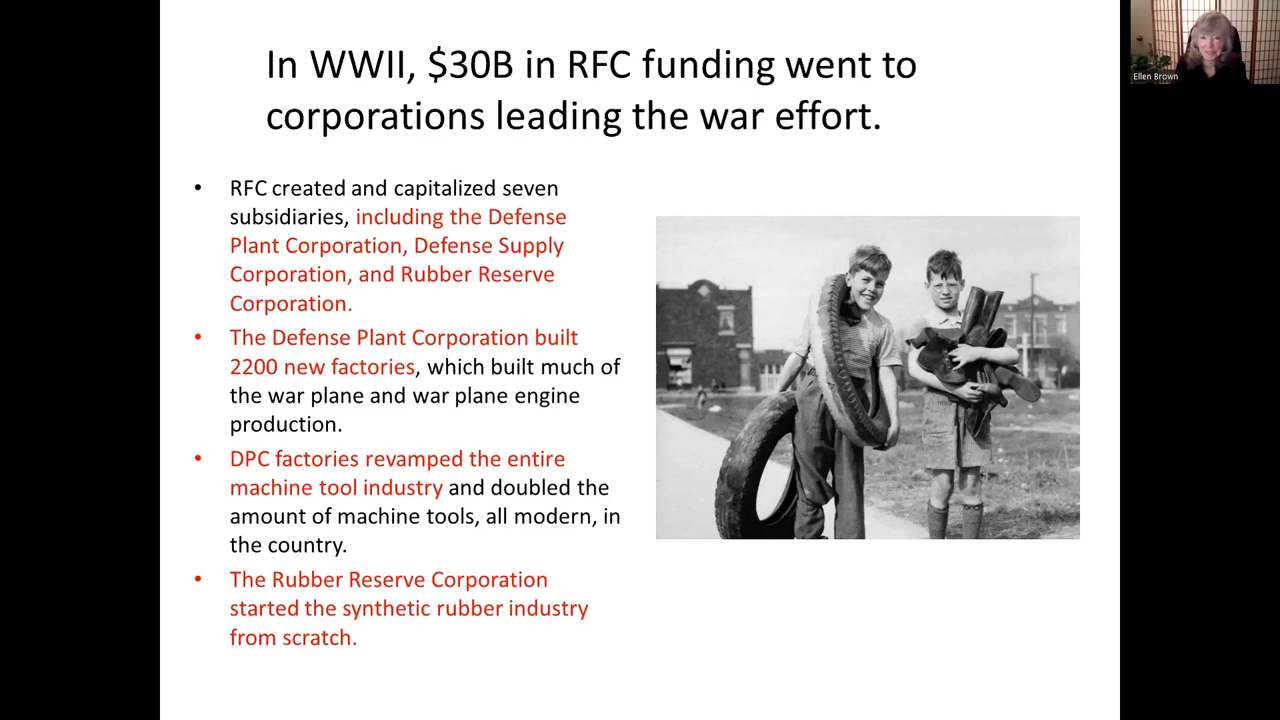 In WWII, $30B in RFC funding went to
corporations leading the war effort.
• RFC created and capitalized seven
subsidiaries, including the Defense
Plant Corporation, Defense Supply
Corporation, and Rubber Reserve
Corporation.
• The Defense Plant Corporation built
2200 new factories, which built much of
the war plane and war plane engine
production.
• DPC factories revamped the entire
machine tool industry and doubled the
amount of machine tools, all modern, in
the country.
• The Rubber Reserve Corporation
started the synthetic rubber industry
from scratch.
Ellen Brown